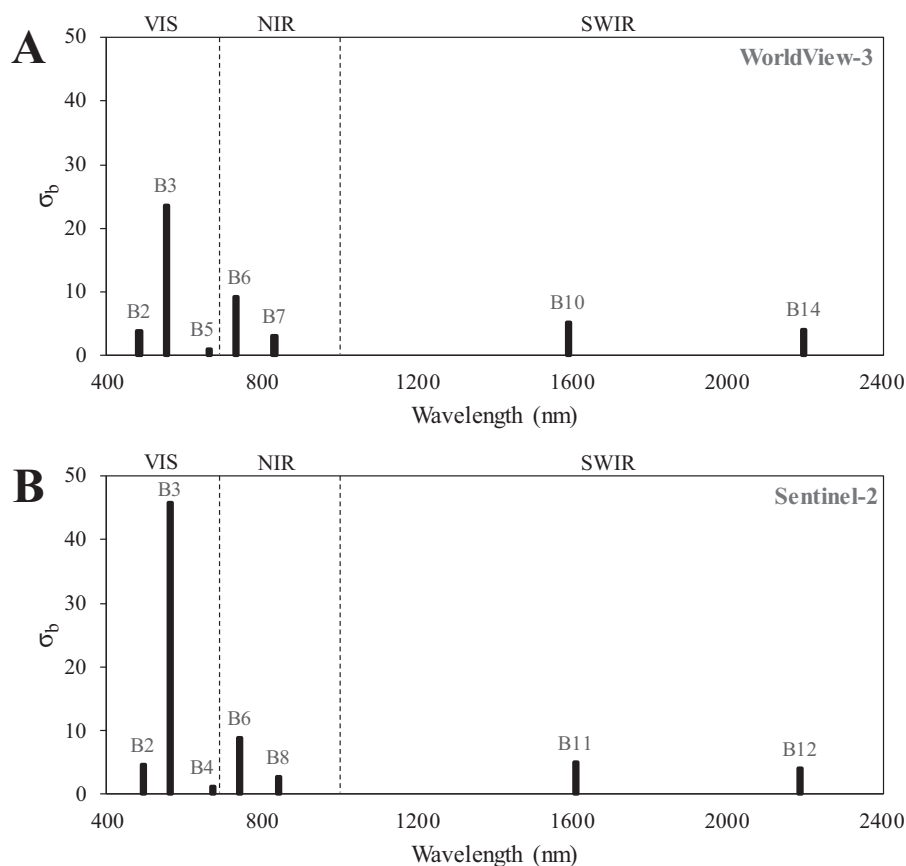 VIS NIR SWIR
A
WorldView-3
50
40
30
20
10
0
σb
B2
B3
B5
B6
B7
B10
B14
400 800 1200 1600 2000 2400
Wavelength (nm)
VIS NIR SWIR
B
Sentinel-2
50
40
30
20
10
0
σb
B2
B3
B4
B6
B8
B11
B12
400 800 1200 1600 2000 2400
Wavelength (nm)